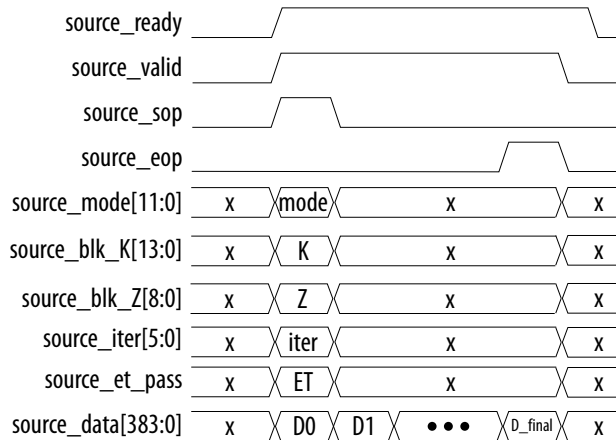 source_ready
source_valid
source_sop
source_eop
source_mode[11:0] x mode x x
source_blk_K[13:0] x K x x
source_blk_Z[8:0] x Z x x
source_iter[5:0] x iter x x
source_et_pass x ET x x
source_data[383:0] x D0 D1 • • • D_final x